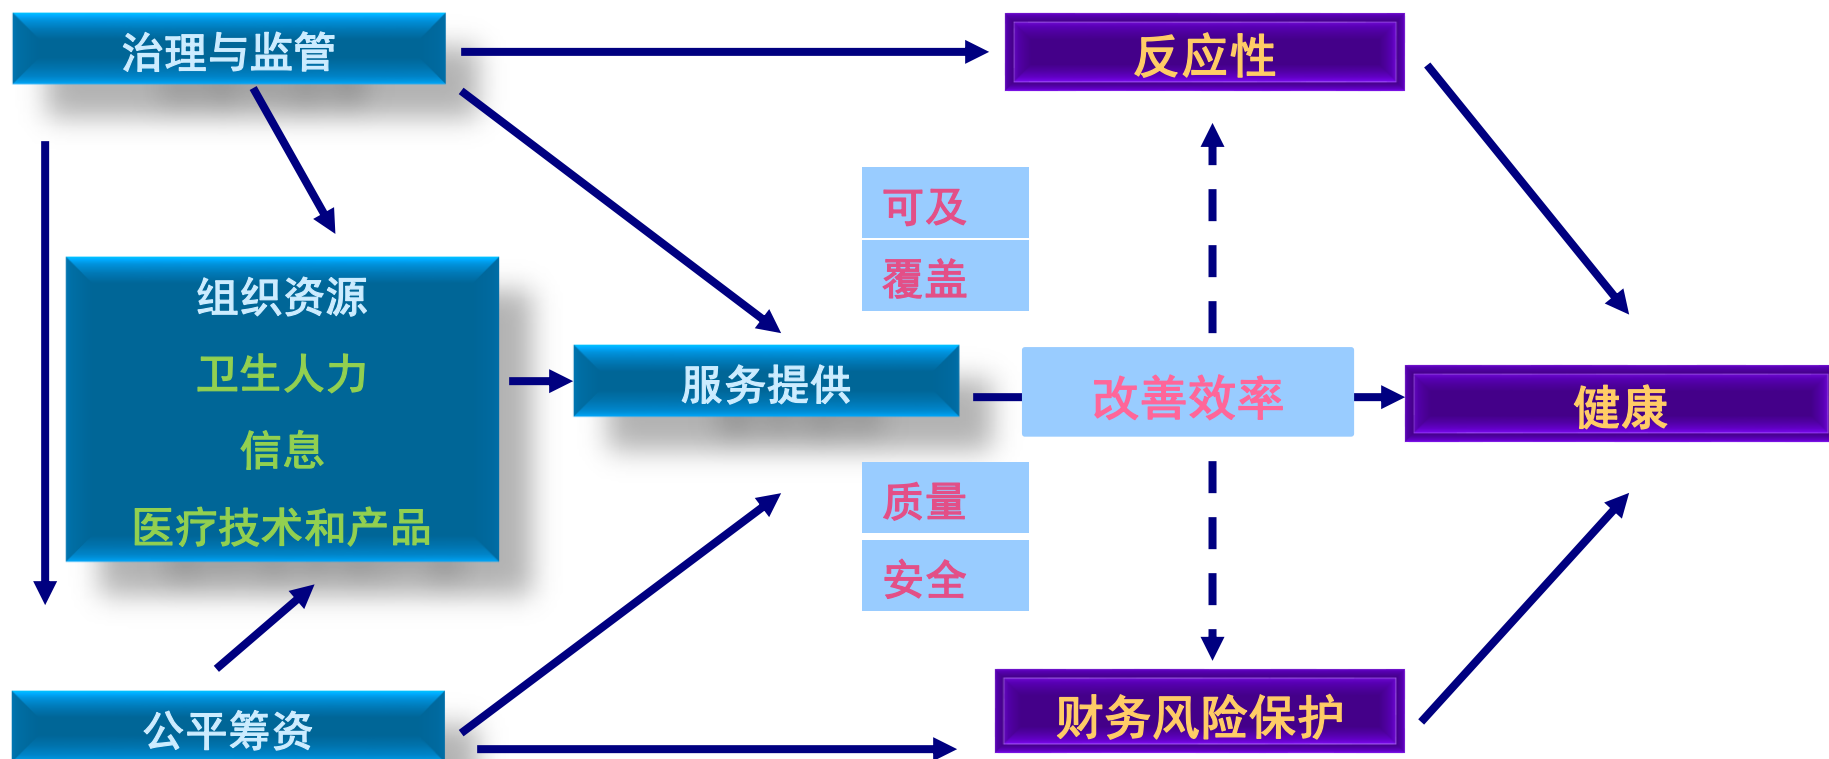 治理与监管
反应性
可及
覆盖
组织资源
卫生人力
信息
医疗技术和产品
服务提供
改善效率
健康
质量
安全
公平筹资
财务风险保护